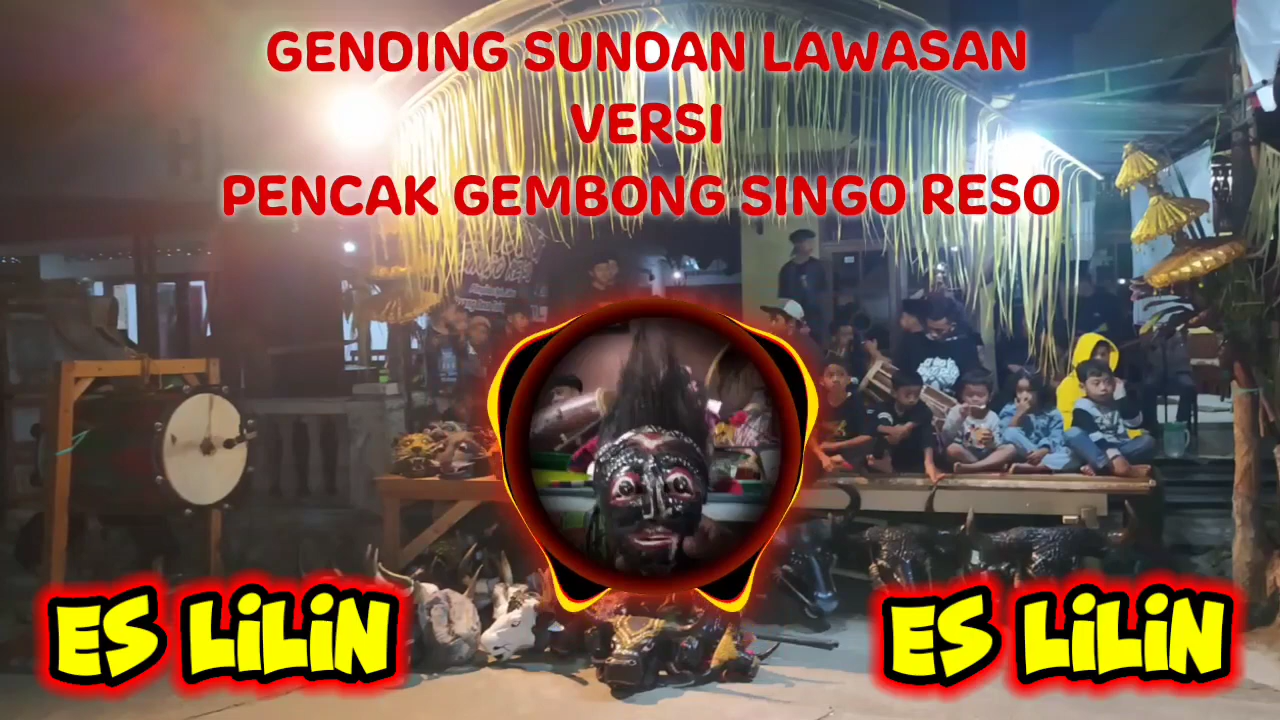 GENDING SUNDAN LAWASAN
VERSI
PENCAK GEMBONG SINGO RESO
ES LiLiN
ES LiLiN